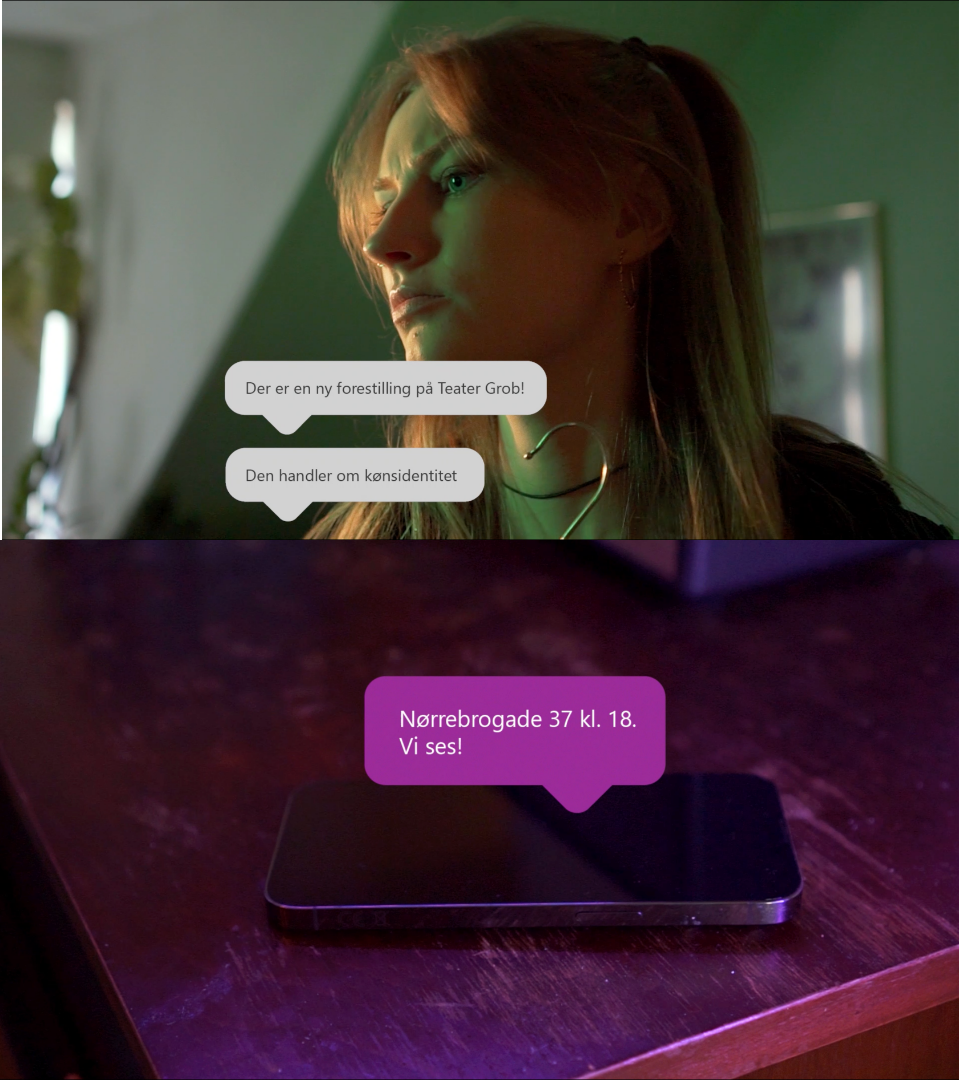 Der er en ny forestilling på Teater Grob!
Den handler om kønsidentitet
Nørrebrogade 37 kl. 18.
Vi ses!